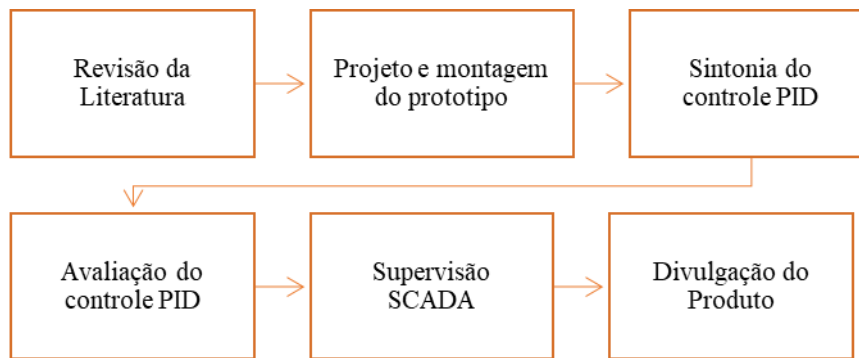 Revisão da
Literatura
Projeto e montagem
do prototipo
Sintonia do
controle PID
Avaliação do
controle PID
Supervisão
SCADA
Divulgação do
Produto